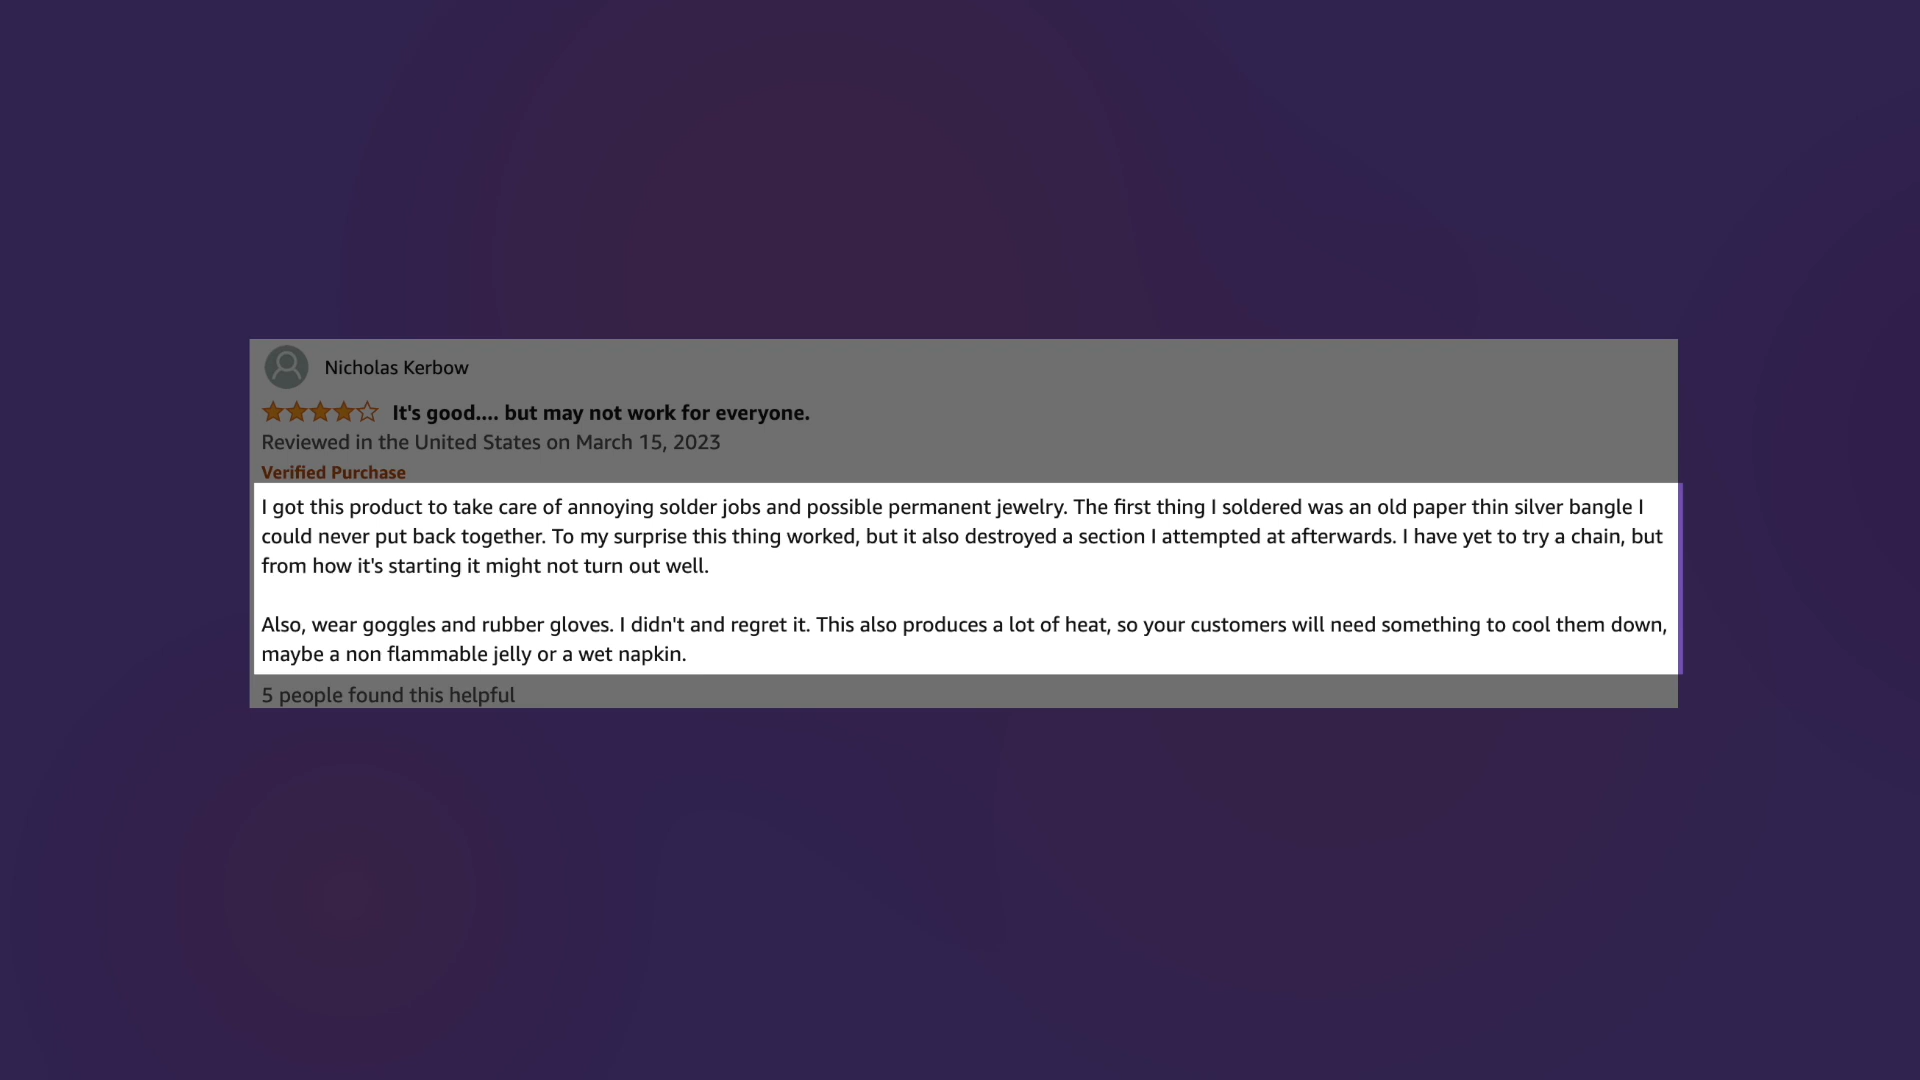 Nicholas Kerbow
It's good.... but may not work for everyone.
Reviewed in the United States on March 15, 2023
Verified Purchase
I got this product to take care of annoying solder jobs and possible permanent jewelry. The first thing I soldered was an old paper thin silver bangle I
could never put back together. To my surprise this thing worked, but it also destroyed a section I attempted at afterwards. I have yet to try a chain, but
from how it's starting it might not turn out well.
Also, wear goggles and rubber gloves. I didn't and regret it. This also produces a lot of heat, so your customers will need something to cool them down,
maybe a non flammable jelly or a wet napkin.
5 people found this helpful